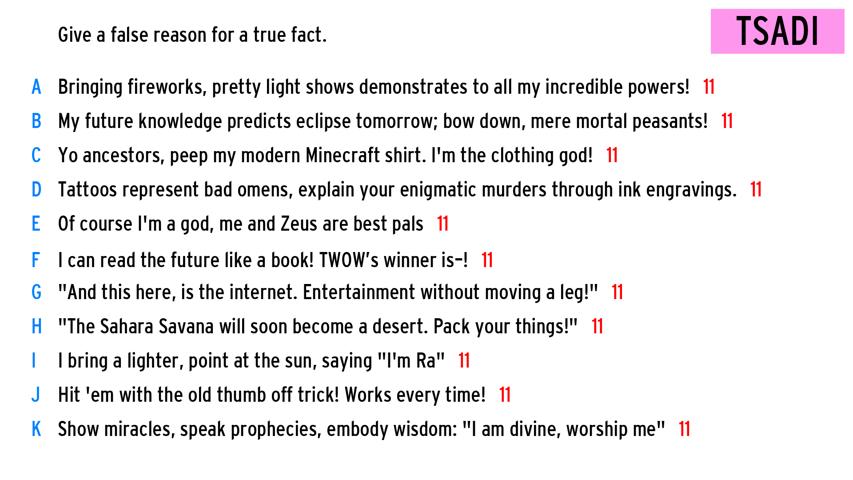 Give a false reason for a true fact.
TSADI
A Bringing fireworks, pretty light shows demonstrates to all my incredible powers! 11
B My future knowledge predicts eclipse tomorrow; bow down, mere mortal peasants! 11
C Yo ancestors, peep my modern Minecraft shirt. I'm the clothing god! 11
D Tattoos represent bad omens, explain your enigmatic murders through ink engravings. 11
E Of course I'm a god, me and Zeus are best pals 11
F I can read the future like a book! TWOW’s winner is–! 11
G "And this here, is the internet. Entertainment without moving a leg!" 11
H "The Sahara Savana will soon become a desert. Pack your things!" 11
I I bring a lighter, point at the sun, saying "I'm Ra" 11
J Hit 'em with the old thumb off trick! Works every time! 11
K Show miracles, speak prophecies, embody wisdom: "I am divine, worship me" 11